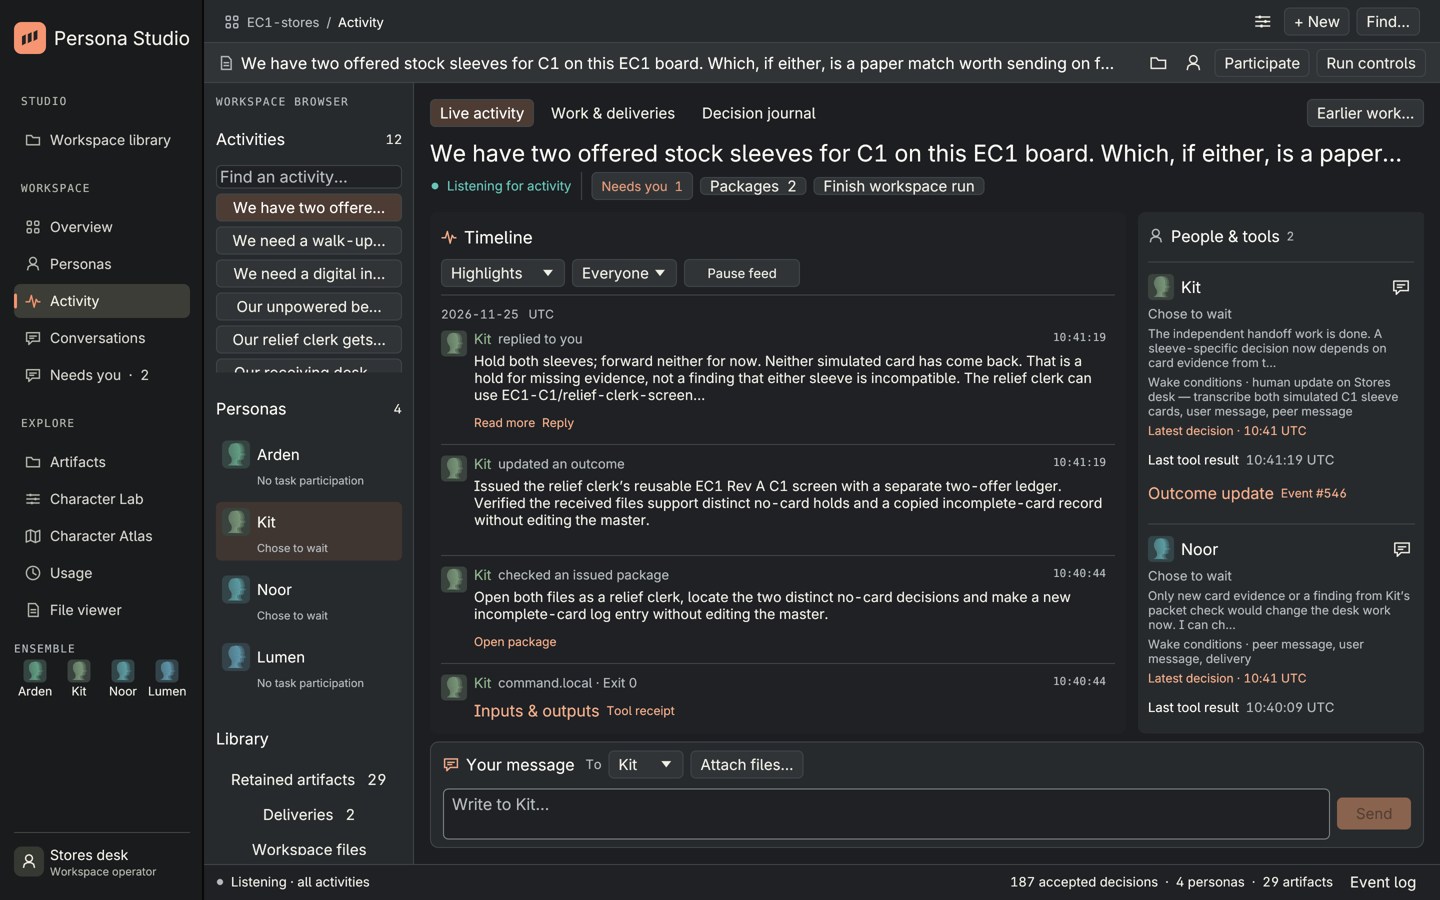 Persona Studio
STUDIO
Workspace library
WORKSPACE
Overview
Personas
Activity
Conversations
Needs you · 2
EXPLORE
Artifacts
Character Lab
Character Atlas
Usage
File viewer
ENSEMBLE
Arden Kit Noor Lumen
Stores desk
Workspace operator
EC1-stores / Activity
+ New
Find...
We have two offered stock sleeves for C1 on this EC1 board. Which, if either, is a paper match worth sending on f...
Participate
Run controls
WORKSPACE BROWSER
Activities 12
Find an activity...
We have two offere...
We need a walk-up...
We need a digital in...
Our unpowered be...
Our relief clerk gets...
Our receiving desk
Personas 4
Arden
No task participation
Kit
Chose to wait
Noor
Chose to wait
Lumen
No task participation
Library
Retained artifacts 29
Deliveries 2
Workspace files
Live activity
Work & deliveries
Decision journal
Earlier work...
We have two offered stock sleeves for C1 on this EC1 board. Which, if either, is a paper...
Listening for activity
Needs you 1
Packages 2
Finish workspace run
Timeline
Highlights
Everyone
Pause feed
2026-11-25 UTC
Kit replied to you 10:41:19
Hold both sleeves; forward neither for now. Neither simulated card has come back. That is a
hold for missing evidence, not a finding that either sleeve is incompatible. The relief clerk can
use EC1-C1/relief-clerk-screen...
Read more Reply
Kit updated an outcome 10:41:19
Issued the relief clerk's reusable EC1 Rev A C1 screen with a separate two-offer ledger.
Verified the received files support distinct no-card holds and a copied incomplete-card record
without editing the master.
Kit checked an issued package 10:40:44
Open both files as a relief clerk, locate the two distinct no-card decisions and make a new
incomplete-card log entry without editing the master.
Open package
Kit command.local · Exit 0 10:40:44
Inputs & outputs Tool receipt
People & tools 2
Kit
Chose to wait
The independent handoff work is done. A
sleeve-specific decision now depends on
card evidence from t...
Wake conditions · human update on Stores
desk — transcribe both simulated C1 sleeve
cards, user message, peer message
Latest decision · 10:41 UTC
Last tool result 10:41:19 UTC
Outcome update Event #546
Noor
Chose to wait
Only new card evidence or a finding from Kit's
packet check would change the desk work
now. I can ch...
Wake conditions · peer message, user
message, delivery
Latest decision · 10:41 UTC
Last tool result 10:40:09 UTC
Your message To Kit Attach files...
Write to Kit...
Send
Listening · all activities
187 accepted decisions · 4 personas · 29 artifacts Event log